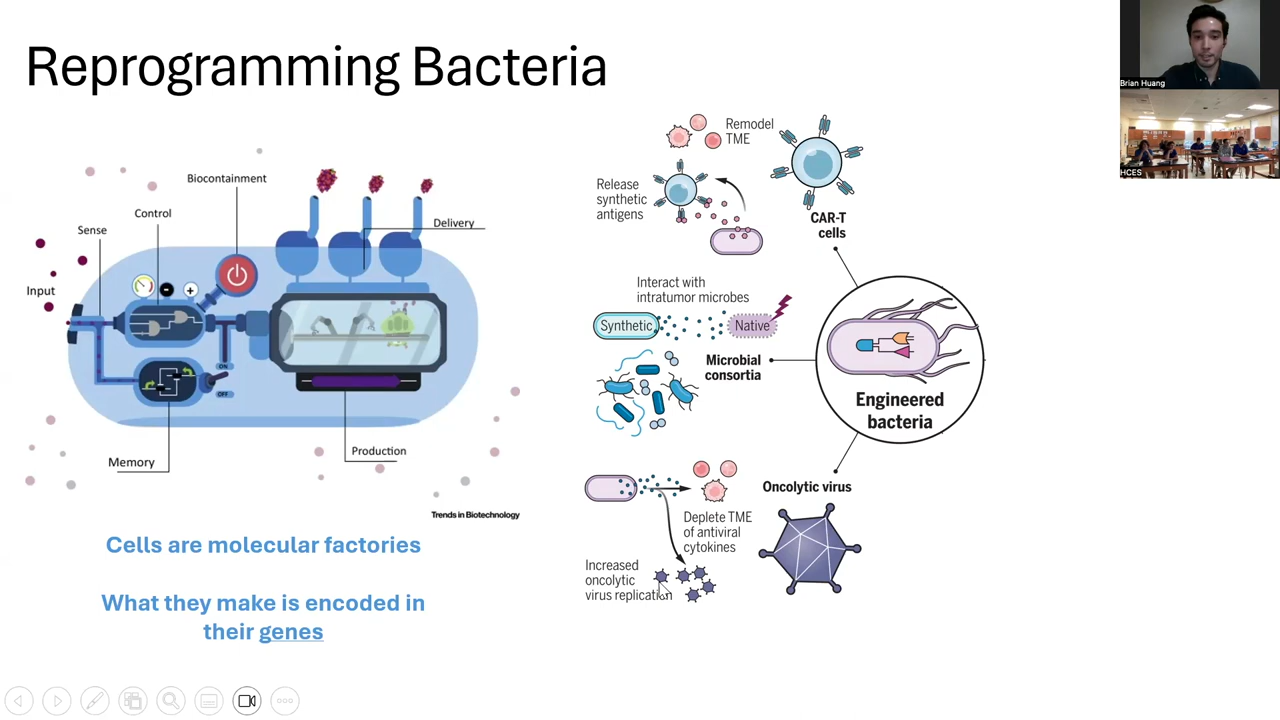 Reprogramming Bacteria
Biocontainment
Control
Sense
Input
Delivery
ON
OFF
Memory
Production
Trends in Biotechnology
Cells are molecular factories
What they make is encoded in
their genes
Remodel
TME
Release
synthetic
antigens
CAR-T
cells
Interact with
intratumor microbes
Synthetic
Native
Microbial
consortia
Engineered
bacteria
Oncolytic virus
Deplete TME
of antiviral
cytokines
Increased
oncolytic
virus replication
Brian Huang
HCES